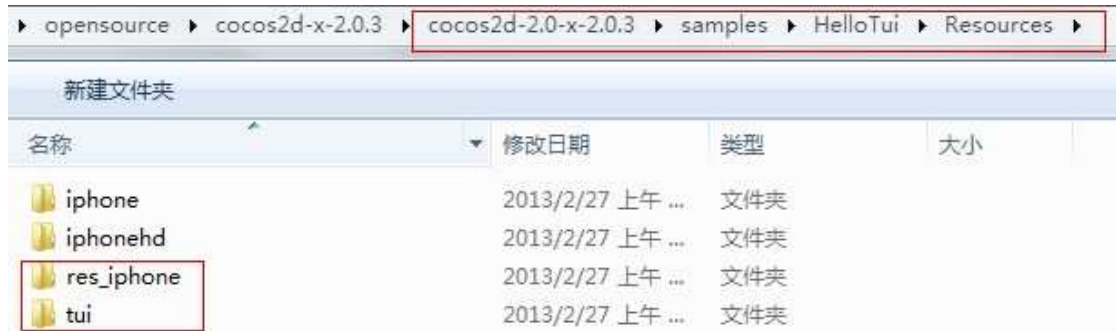 opensource cocos2d-x-2.0.3 cocos2d-2.0-x-2.0.3 samples HelloTui Resources
新建文件夹
名称 修改日期 类型 大小
iphone 2013/2/27 上午 ... 文件夹
iphonehd 2013/2/27 上午 ... 文件夹
res_iphone 2013/2/27 上午 ... 文件夹
tui 2013/2/27 上午 ... 文件夹